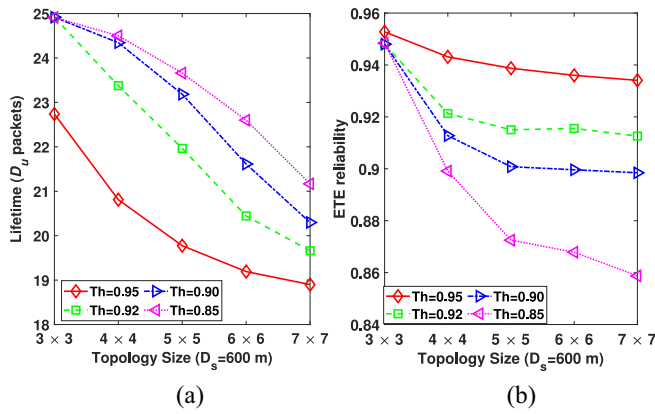 25
24
23
22
21
20
19
18
Lifetime (Du packets)
Th=0.95
Th=0.90
Th=0.92
Th=0.85
3 × 3
4 × 4
5 × 5
6 × 6
7 × 7
Topology Size (Ds=600 m)
(a)
0.96
0.94
0.92
0.9
0.88
0.86
0.84
ETE reliability
Th=0.95
Th=0.90
Th=0.92
Th=0.85
3 × 3
4 × 4
5 × 5
6 × 6
7 × 7
Topology Size (Ds=600 m)
(b)